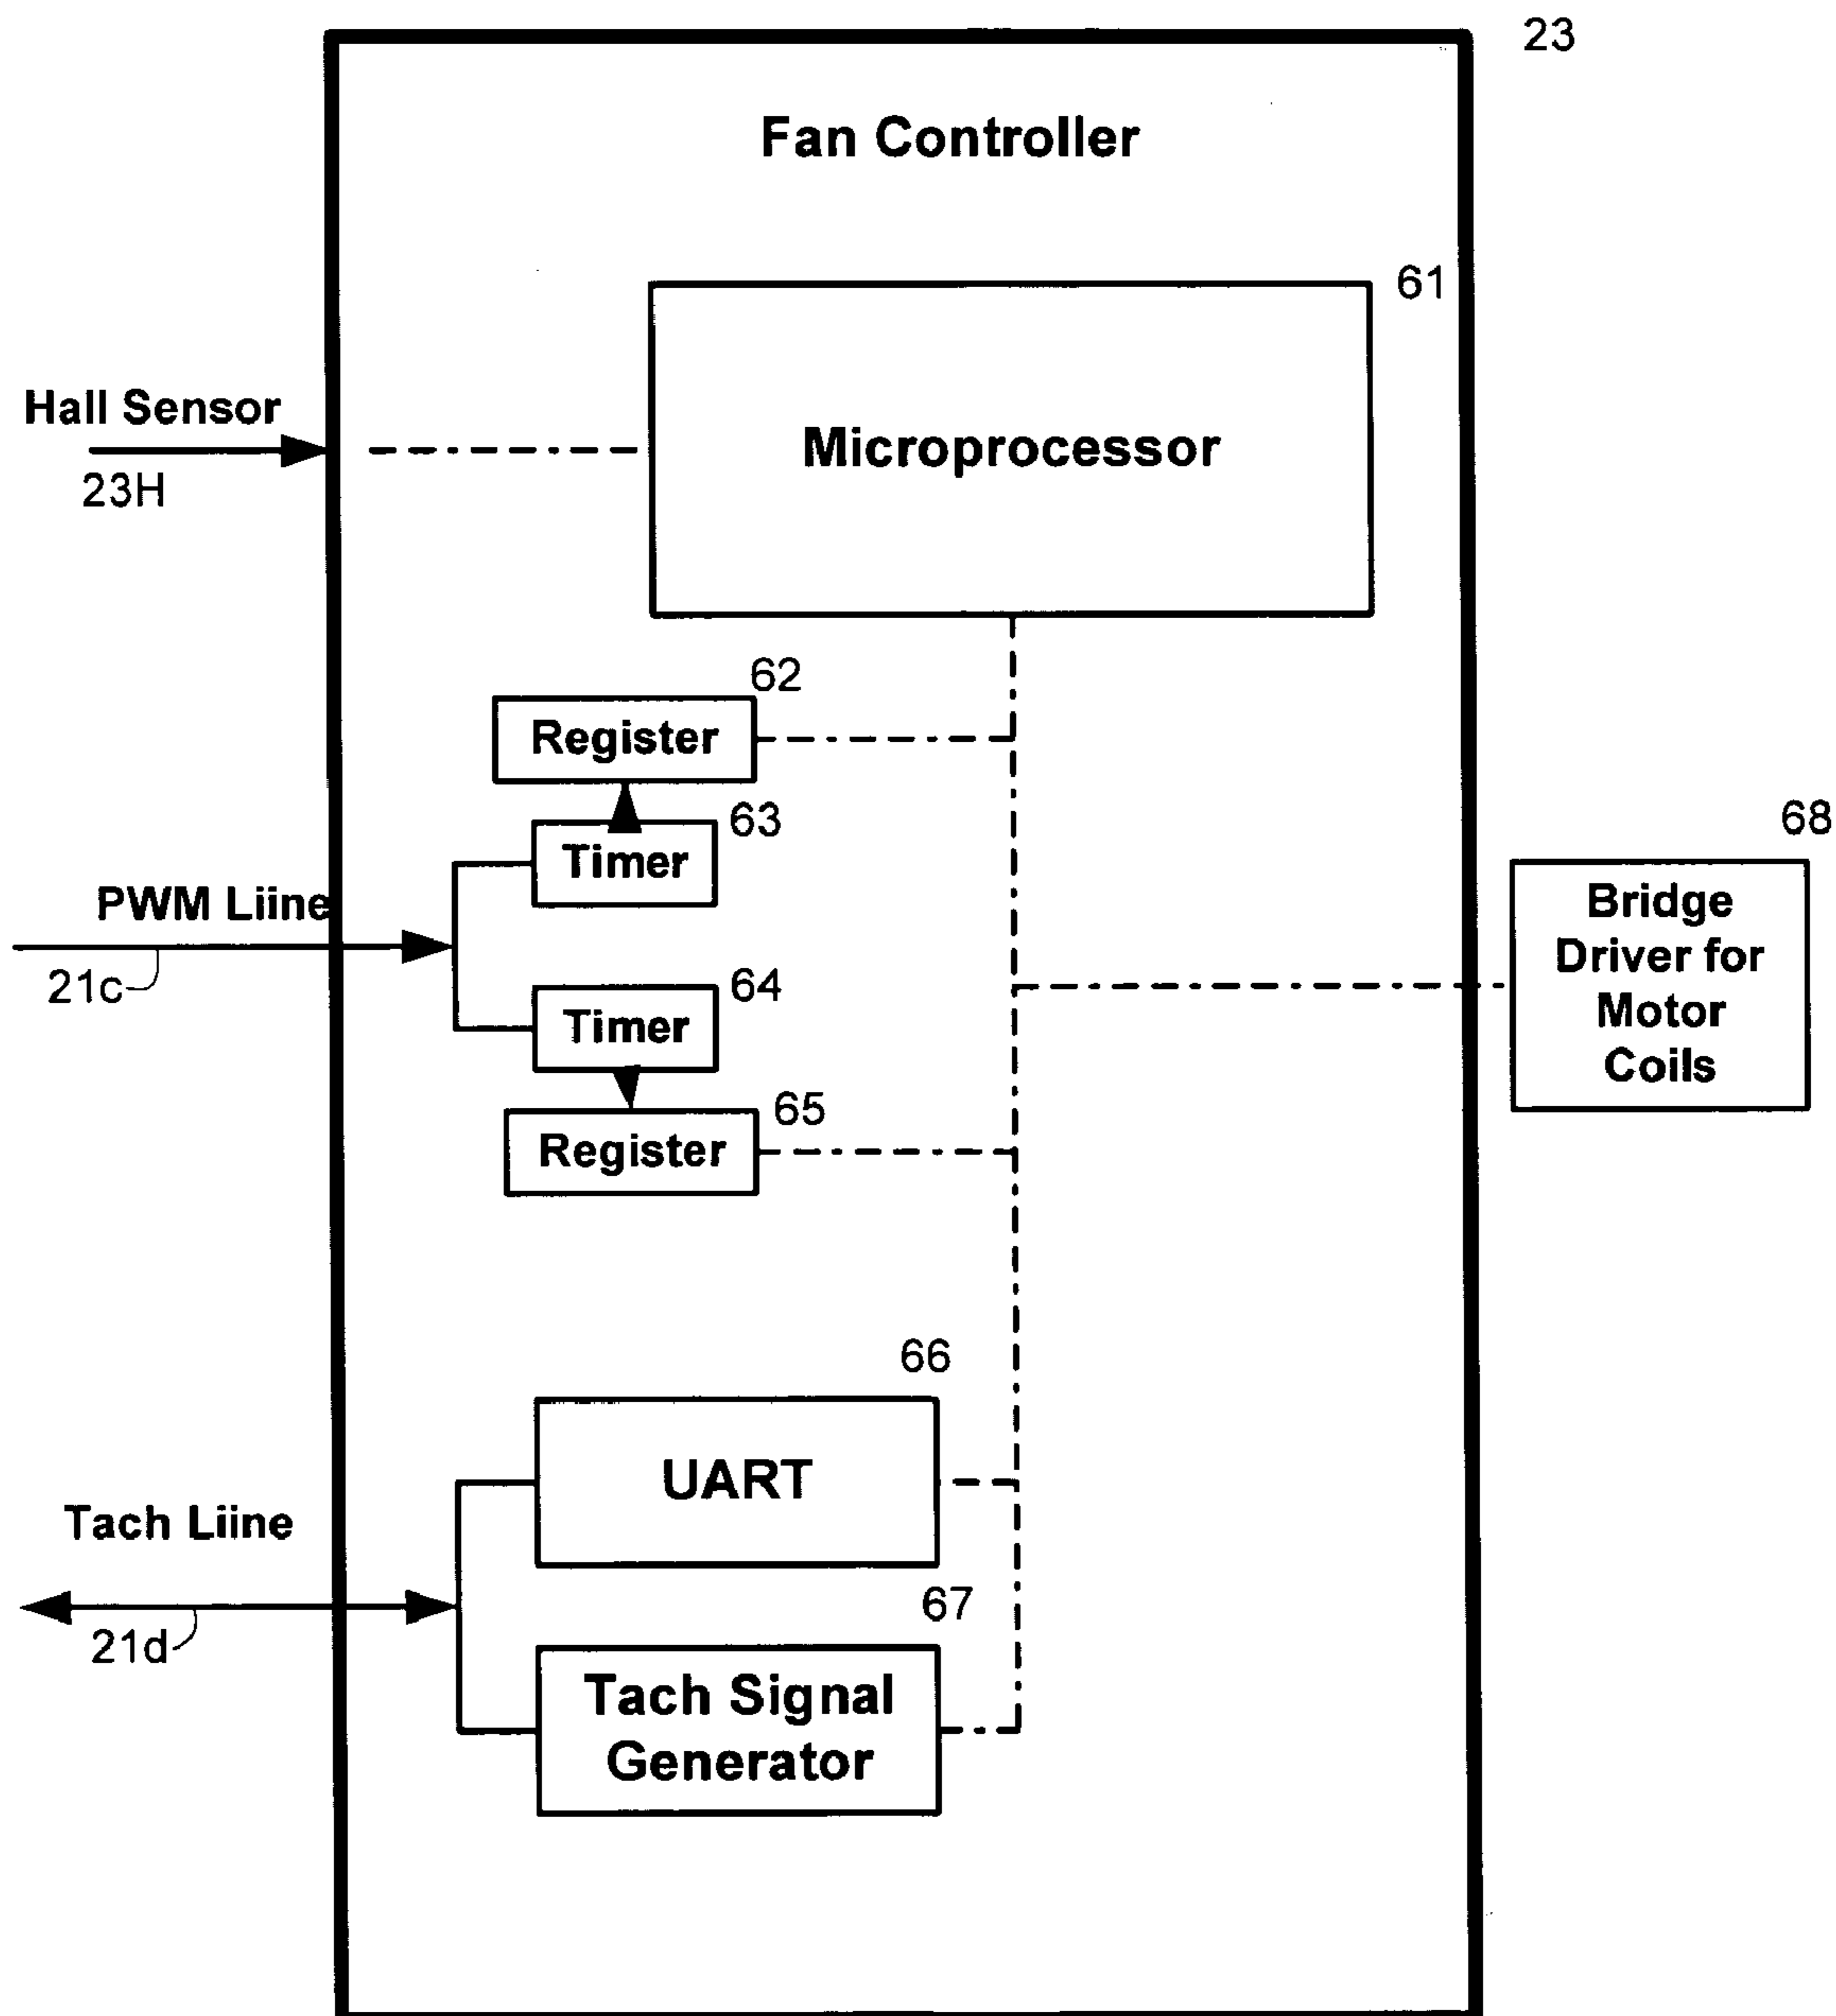 23
Fan Controller
61
Hall Sensor
Microprocessor
23H
62
Register
63
Timer
68
PWM Liine
Bridge
Driver for
Motor
Coils
21c
64
Timer
65
Register
66
UART
Tach Liine
67
21d
Tach Signal
Generator